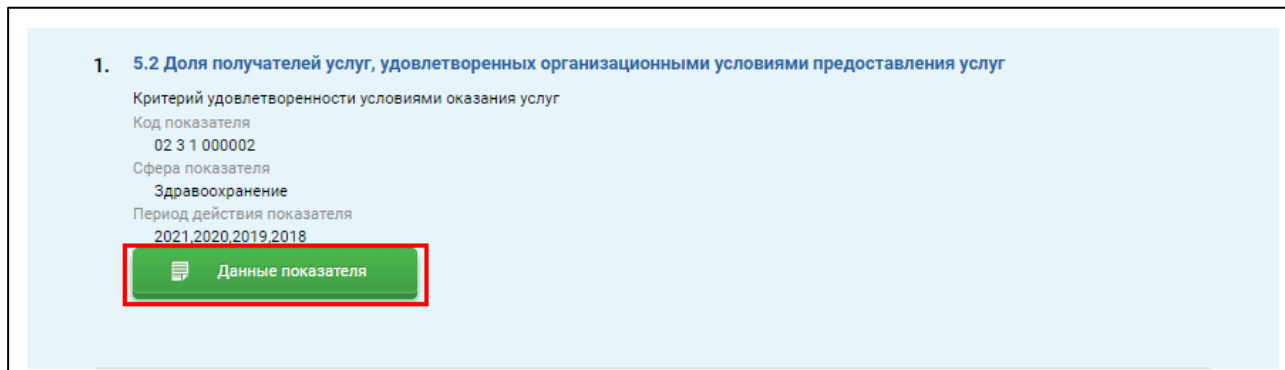 1. 5.2 Доля получателей услуг, удовлетворенных организационными условиями предоставления услуг
Критерий удовлетворенности условиями оказания услуг
Код показателя
02 3 1 000002
Сфера показателя
Здравоохранение
Период действия показателя
2021,2020,2019,2018
Данные показателя